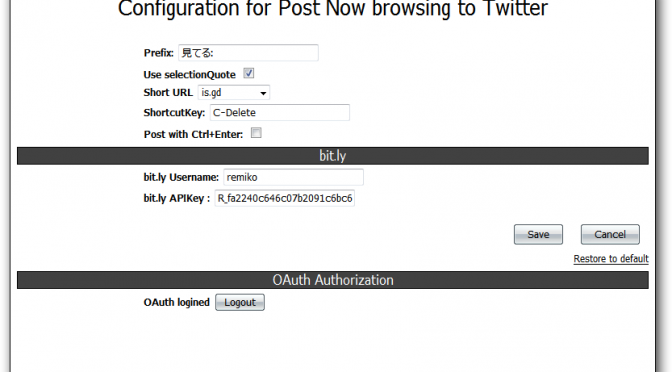 Configuration for Post Now browsing to Twitter
Prefix: 見てる:
Use selectionQuote
Short URL is.gd
ShortcutKey: C-Delete
Post with Ctrl+Enter:
bit.ly
bit.ly Username: remiko
bit.ly APIKey : R_fa2240c646c07b2091c6bc6
Save Cancel
Restore to default
OAuth Authorization
OAuth logined Logout